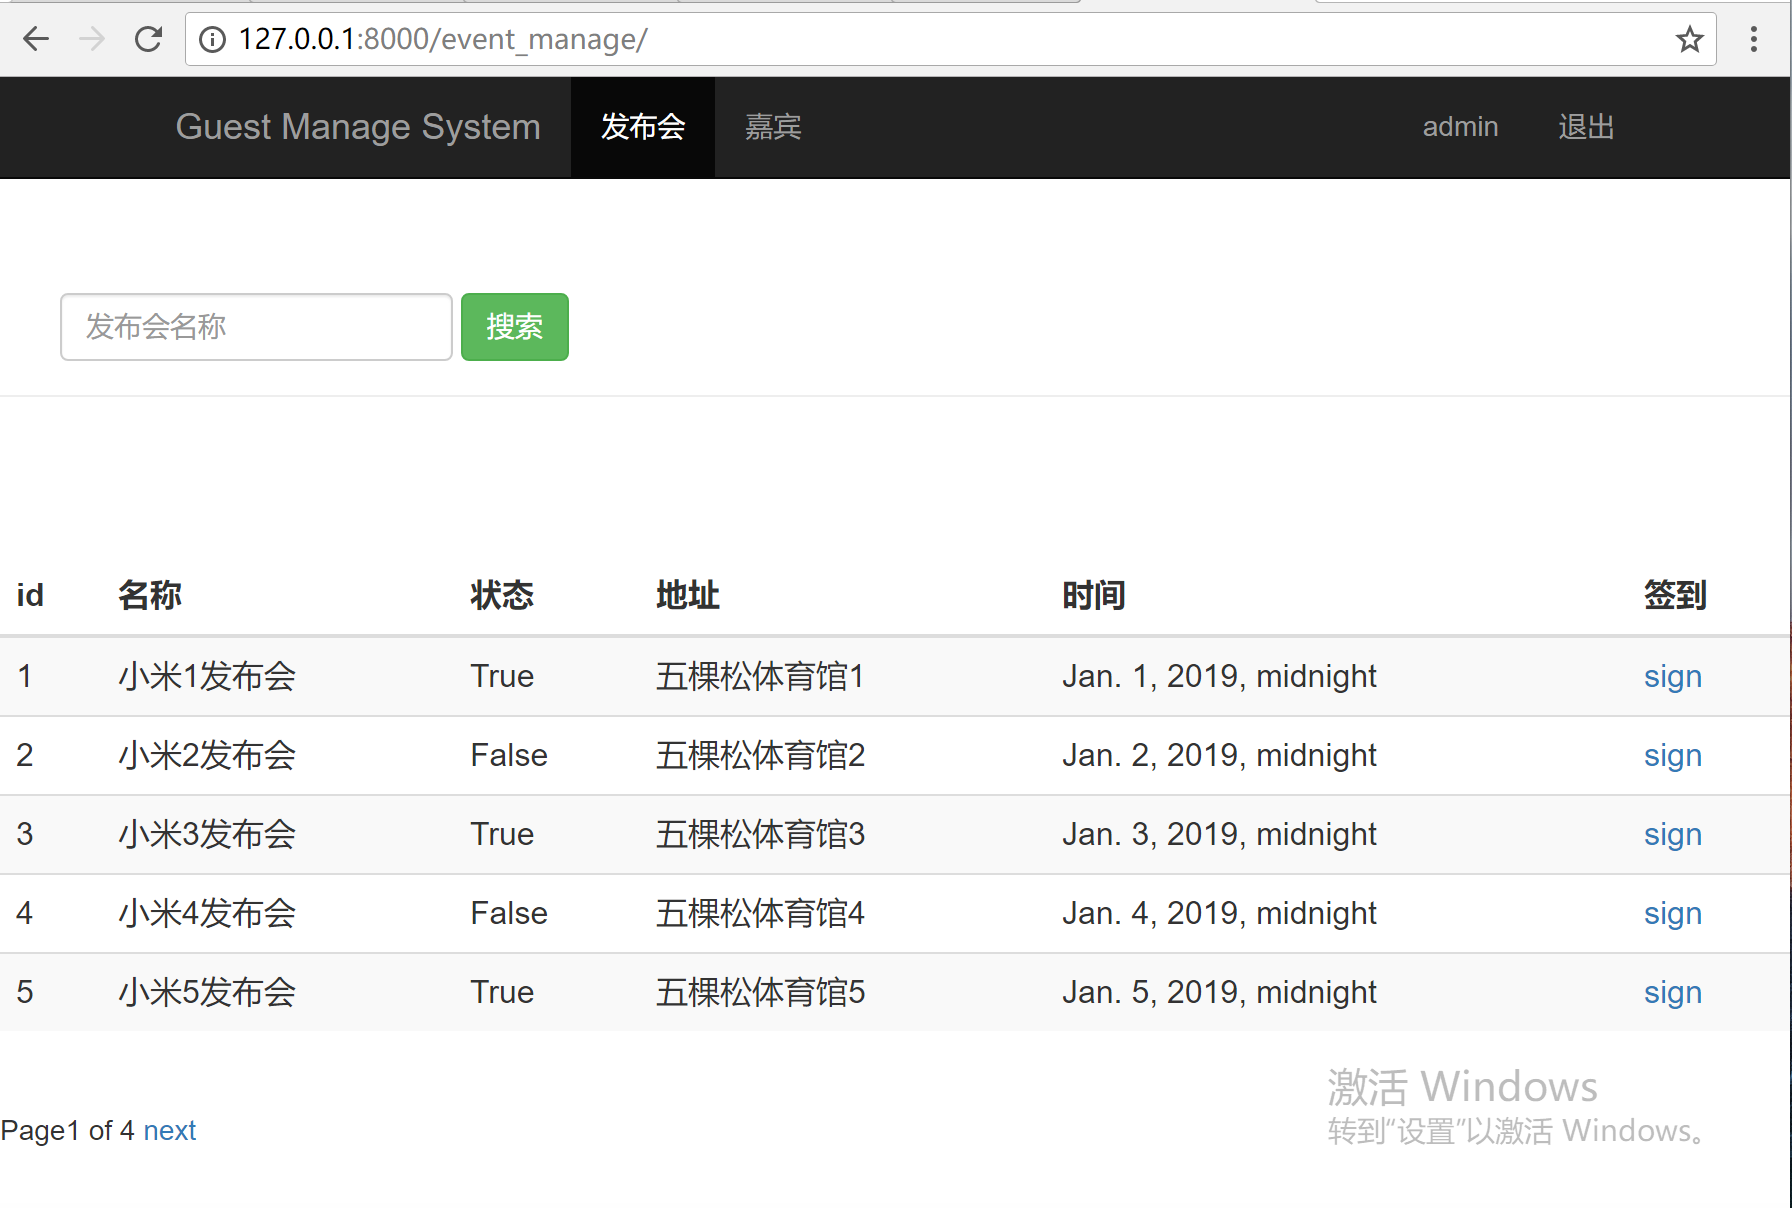 127.0.0.1:8000/event_manage/
Guest Manage System 发布会 嘉宾 admin 退出
发布会名称 搜索
id 名称 状态 地址 时间 签到
1 小米1发布会 True 五棵松体育馆1 Jan. 1, 2019, midnight sign
2 小米2发布会 False 五棵松体育馆2 Jan. 2, 2019, midnight sign
3 小米3发布会 True 五棵松体育馆3 Jan. 3, 2019, midnight sign
4 小米4发布会 False 五棵松体育馆4 Jan. 4, 2019, midnight sign
5 小米5发布会 True 五棵松体育馆5 Jan. 5, 2019, midnight sign
激活 Windows
Page1 of 4 next
转到“设置”以激活 Windows。